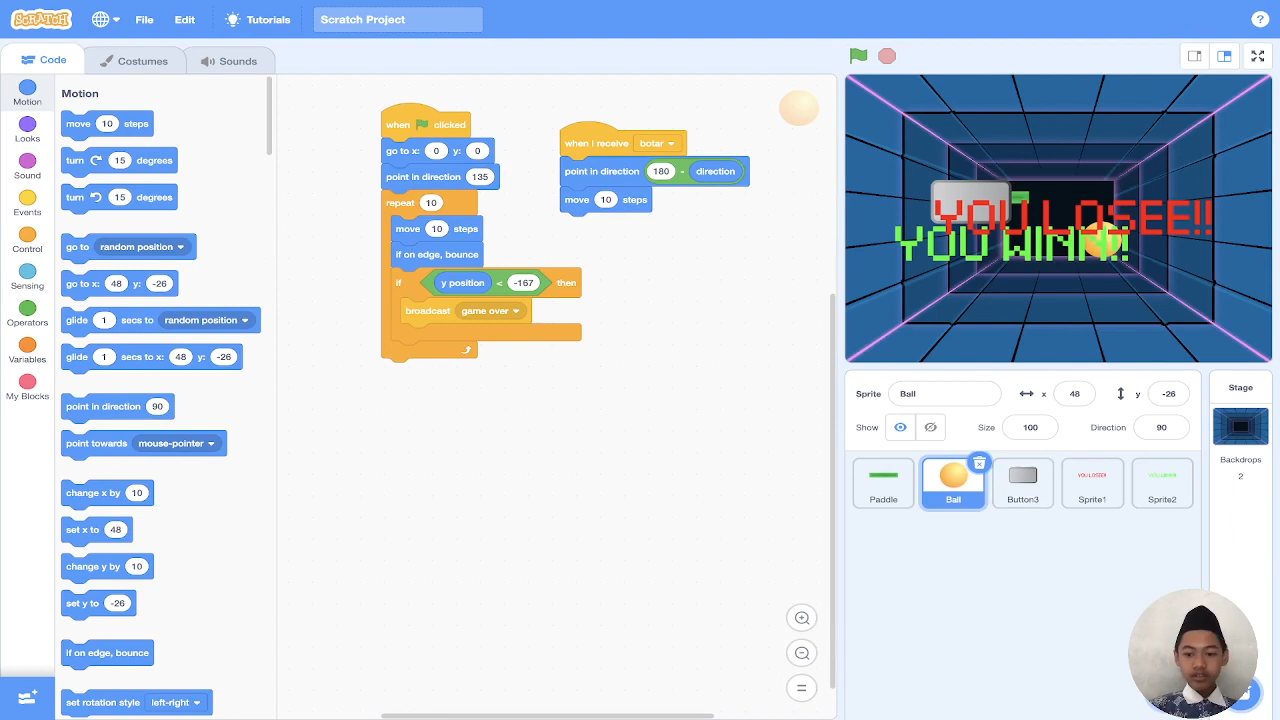 SCRATCH
File
Edit
Tutorials
Scratch Project
?
Code
Costumes
Sounds
Motion
Looks
Sound
Events
Control
Sensing
Operators
Variables
My Blocks
Motion
move 10 steps
turn 15 degrees
turn 15 degrees
go to random position
go to x: 48 y: -26
glide 1 secs to random position
glide 1 secs to x: 48 y: -26
point in direction 90
point towards mouse-pointer
change x by 10
set x to 48
change y by 10
set y to -26
if on edge, bounce
set rotation style left-right
when clicked
go to x: 0 y: 0
point in direction 135
repeat 10
move 10 steps
if on edge, bounce
if y position < -167 then
broadcast game over
when I receive botar
point in direction 180 - direction
move 10 steps
YOU LOSEE!!
YOU WINN!!
Sprite Ball x 48 y -26
Show Size 100 Direction 90
Paddle
Ball
Button3
YOU LOSEE!!
Sprite1
YOU WINN!!
Sprite2
Stage
Backdrops
2